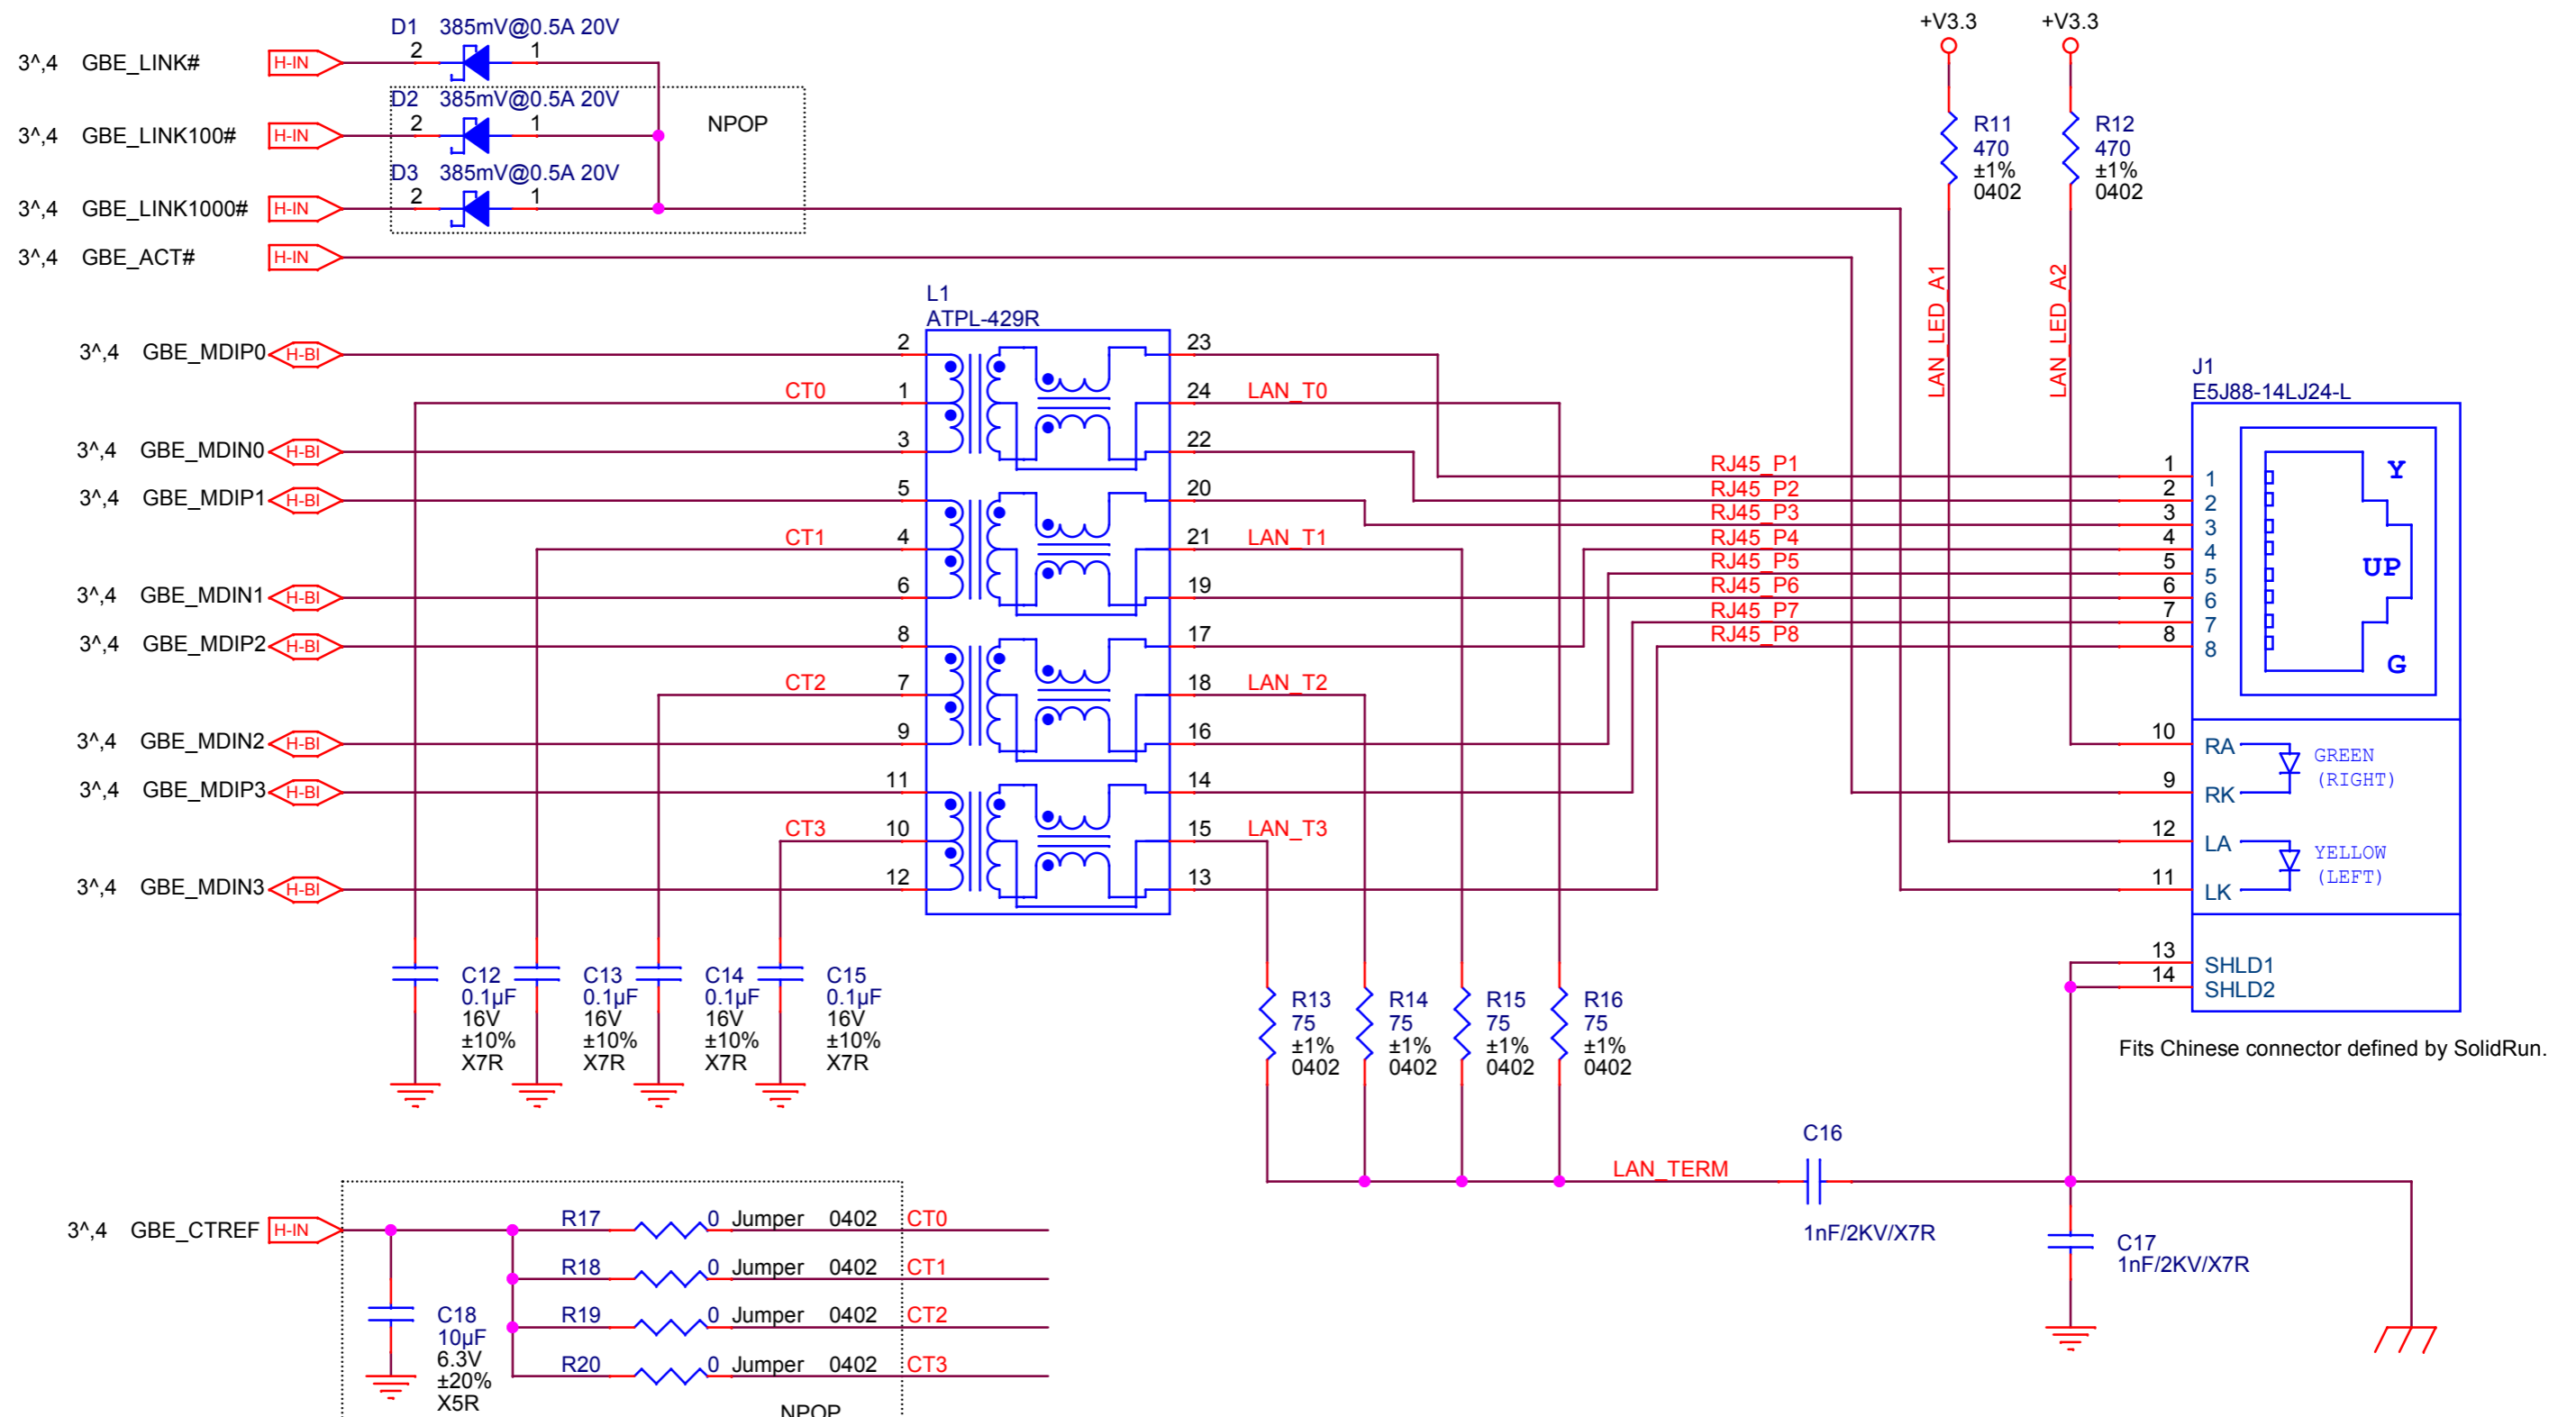 D1 385mV@0.5A 20V
+V3.3 +V3.3
2 1
3^,4 GBE_LINK# H-IN
D2 385mV@0.5A 20V
2 1 NPOP
3^,4 GBE_LINK100# H-IN
R11 R12
470 470
±1% ±1%
0402 0402
D3 385mV@0.5A 20V
2 1
3^,4 GBE_LINK1000# H-IN
3^,4 GBE_ACT# H-IN
LAN_LED_A1 LAN_LED_A2
L1
ATPL-429R
3^,4 GBE_MDIP0 H-BI 2 23
CT0 1 24 LAN_T0
3^,4 GBE_MDIN0 H-BI 3 22
3^,4 GBE_MDIP1 H-BI 5 20
CT1 4 21 LAN_T1
3^,4 GBE_MDIN1 H-BI 6 19
3^,4 GBE_MDIP2 H-BI 8 17
CT2 7 18 LAN_T2
3^,4 GBE_MDIN2 H-BI 9 16
3^,4 GBE_MDIP3 H-BI 11 14
CT3 10 15 LAN_T3
3^,4 GBE_MDIN3 H-BI 12 13
J1
E5J88-14LJ24-L
RJ45_P1 1 1
RJ45_P2 2 2
RJ45_P3 3 3
RJ45_P4 4 4
RJ45_P5 5 5
RJ45_P6 6 6
RJ45_P7 7 7
RJ45_P8 8 8
Y
UP
G
10 RA GREEN
(RIGHT)
9 RK
12 LA YELLOW
(LEFT)
11 LK
13 SHLD1
14 SHLD2
Fits Chinese connector defined by SolidRun.
C12 C13 C14 C15
0.1µF 0.1µF 0.1µF 0.1µF
16V 16V 16V 16V
±10% ±10% ±10% ±10%
X7R X7R X7R X7R
R13 R14 R15 R16
75 75 75 75
±1% ±1% ±1% ±1%
0402 0402 0402 0402
LAN_TERM C16
1nF/2KV/X7R
C17
1nF/2KV/X7R
3^,4 GBE_CTREF H-IN
R17 0 Jumper 0402 CT0
R18 0 Jumper 0402 CT1
R19 0 Jumper 0402 CT2
R20 0 Jumper 0402 CT3
C18
10µF
6.3V
±20%
X5R
NPOP